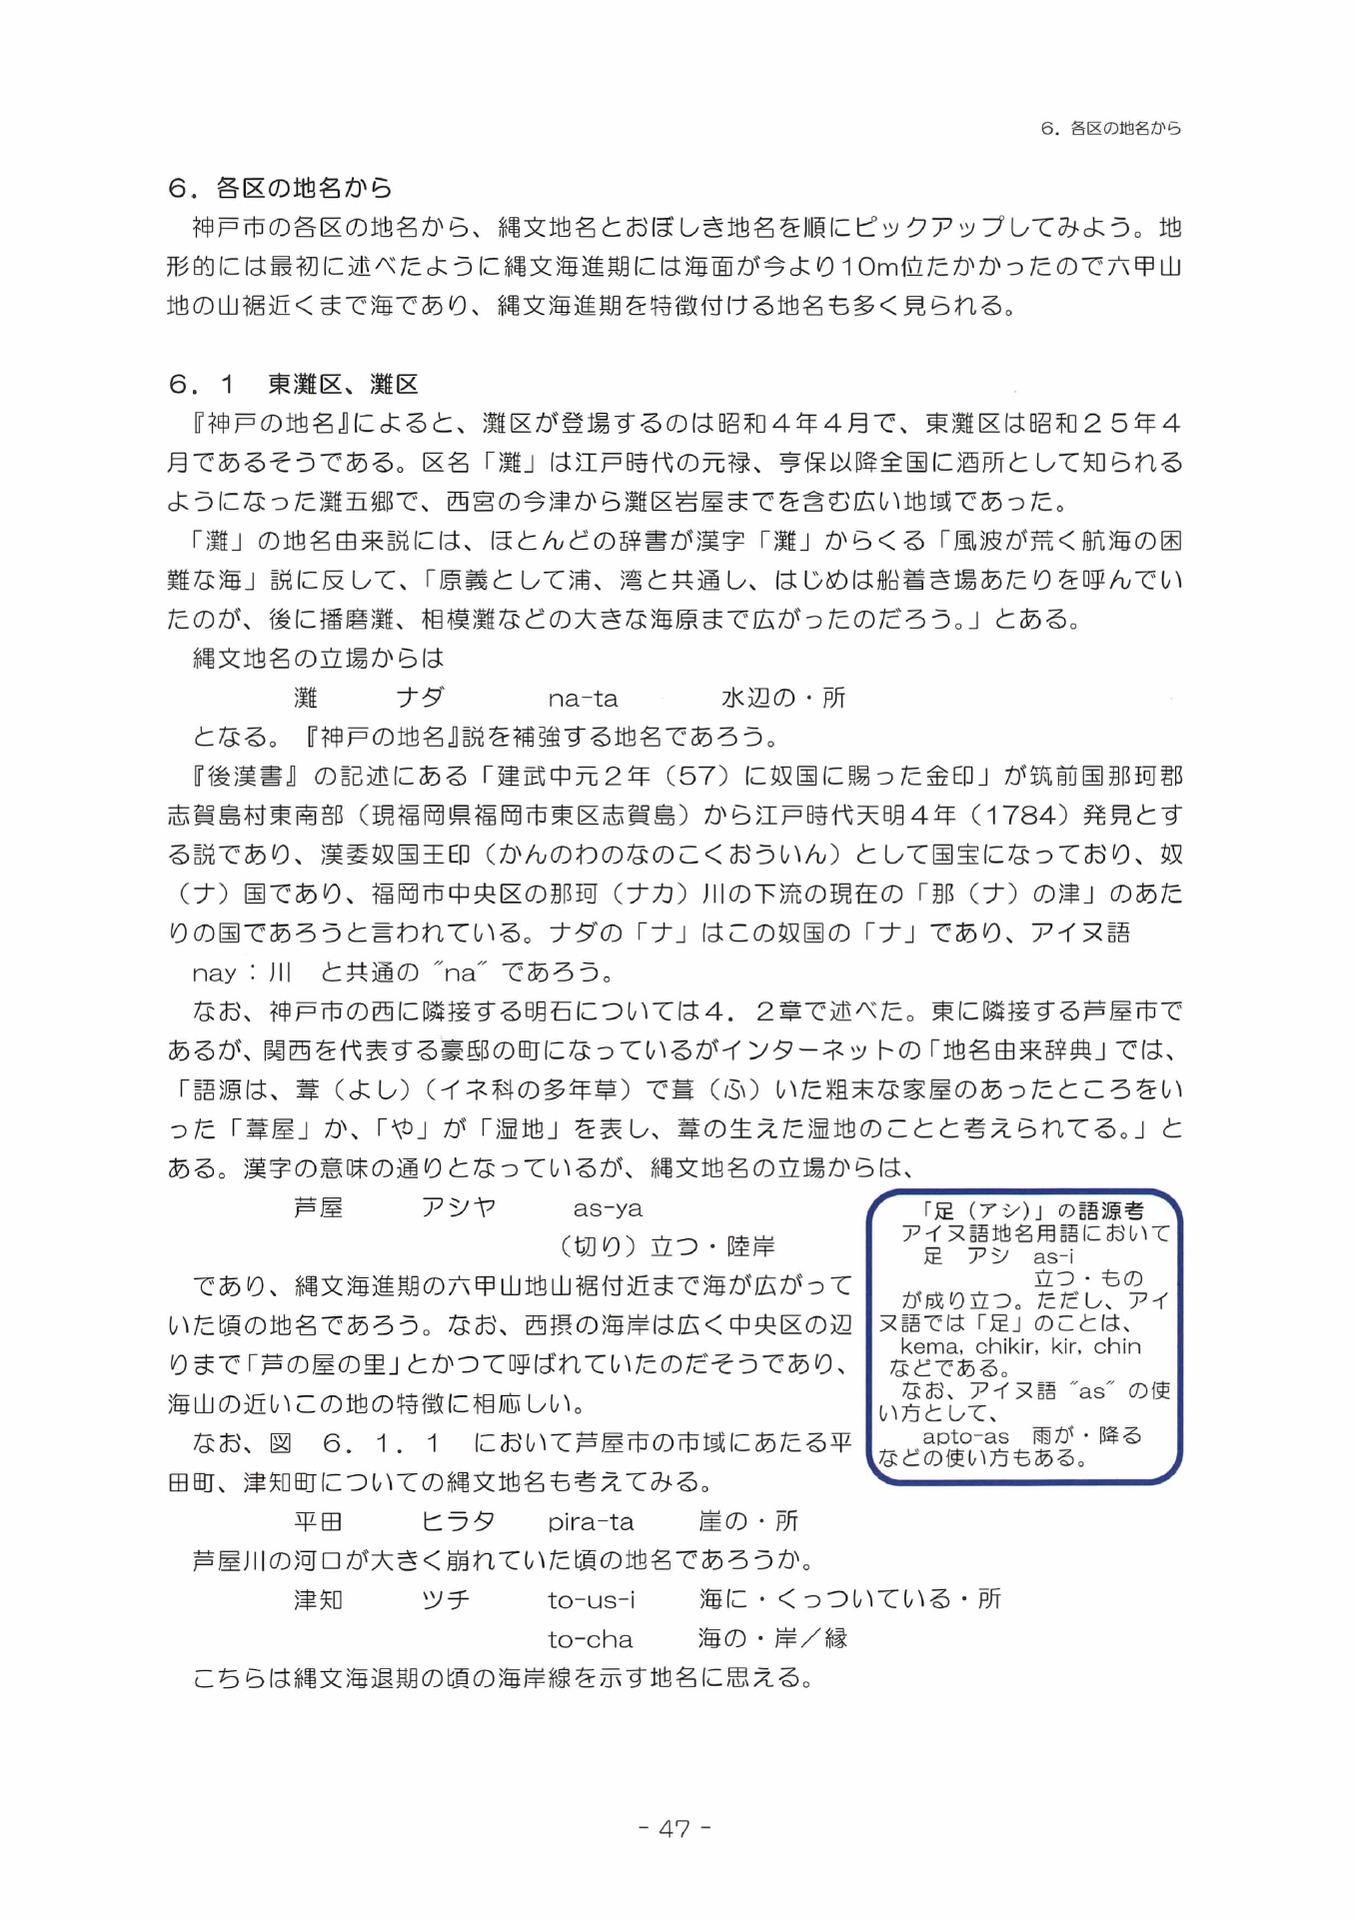 6．各区の地名から
6．各区の地名から
神戸市の各区の地名から、縄文地名とおぼしき地名を順にピックアップしてみよう。地
形的には最初に述べたように縄文海進期には海面が今より10m位たかかったので六甲山
地の山裾近くまで海であり、縄文海進期を特徴付ける地名も多く見られる。
6．1　東灘区、灘区
『神戸の地名』によると、灘区が登場するのは昭和４年４月で、東灘区は昭和２５年４
月であるそうである。区名「灘」は江戸時代の元禄、亨保以降全国に酒所として知られる
ようになった灘五郷で、西宮の今津から灘区岩屋までを含む広い地域であった。
「灘」の地名由来説には、ほとんどの辞書が漢字「灘」からくる「風波が荒く航海の困
難な海」説に反して、「原義として浦、湾と共通し、はじめは船着き場あたりを呼んでい
たのが、後に播磨灘、相模灘などの大きな海原まで広がったのだろう。」とある。
縄文地名の立場からは
灘　ナダ　na-ta　水辺の・所
となる。『神戸の地名』説を補強する地名であろう。
『後漢書』の記述にある「建武中元２年（57）に奴国に賜った金印」が筑前国那珂郡
志賀島村東南部（現福岡県福岡市東区志賀島）から江戸時代天明４年（1784）発見とす
る説であり、漢委奴国王印（かんのわのなのこくおういん）として国宝になっており、奴
（ナ）国であり、福岡市中央区の那珂（ナカ）川の下流の現在の「那（ナ）の津」のあた
りの国であろうと言われている。ナダの「ナ」はこの奴国の「ナ」であり、アイヌ語
nay：川　と共通の ″na″ であろう。
なお、神戸市の西に隣接する明石については４．２章で述べた。東に隣接する芦屋市で
あるが、関西を代表する豪邸の町になっているがインターネットの「地名由来辞典」では、
「語源は、葦（よし）（イネ科の多年草）で葺（ふ）いた粗末な家屋のあったところをい
った「葦屋」か、「や」が「湿地」を表し、葦の生えた湿地のことと考えられてる。」と
ある。漢字の意味の通りとなっているが、縄文地名の立場からは、
芦屋　アシヤ　as-ya
（切り）立つ・陸岸
であり、縄文海進期の六甲山地山裾付近まで海が広がって
いた頃の地名であろう。なお、西摂の海岸は広く中央区の辺
りまで「芦の屋の里」とかつて呼ばれていたのだそうであり、
海山の近いこの地の特徴に相応しい。
なお、図　６．１．１　において芦屋市の市域にあたる平
田町、津知町についての縄文地名も考えてみる。
「足（アシ）」の語源考
アイヌ語地名用語において
足　アシ　as-i
立つ・もの
が成り立つ。ただし、アイ
ヌ語では「足」のことは、
kema, chikir, kir, chin
などである。
なお、アイヌ語 ″as″ の使
い方として、
apto-as　雨が・降る
などの使い方もある。
平田　ヒラタ　pira-ta　崖の・所
芦屋川の河口が大きく崩れていた頃の地名であろうか。
津知　ツチ　to-us-i　海に・くっついている・所
to-cha　海の・岸／縁
こちらは縄文海退期の頃の海岸線を示す地名に思える。
- 47 -